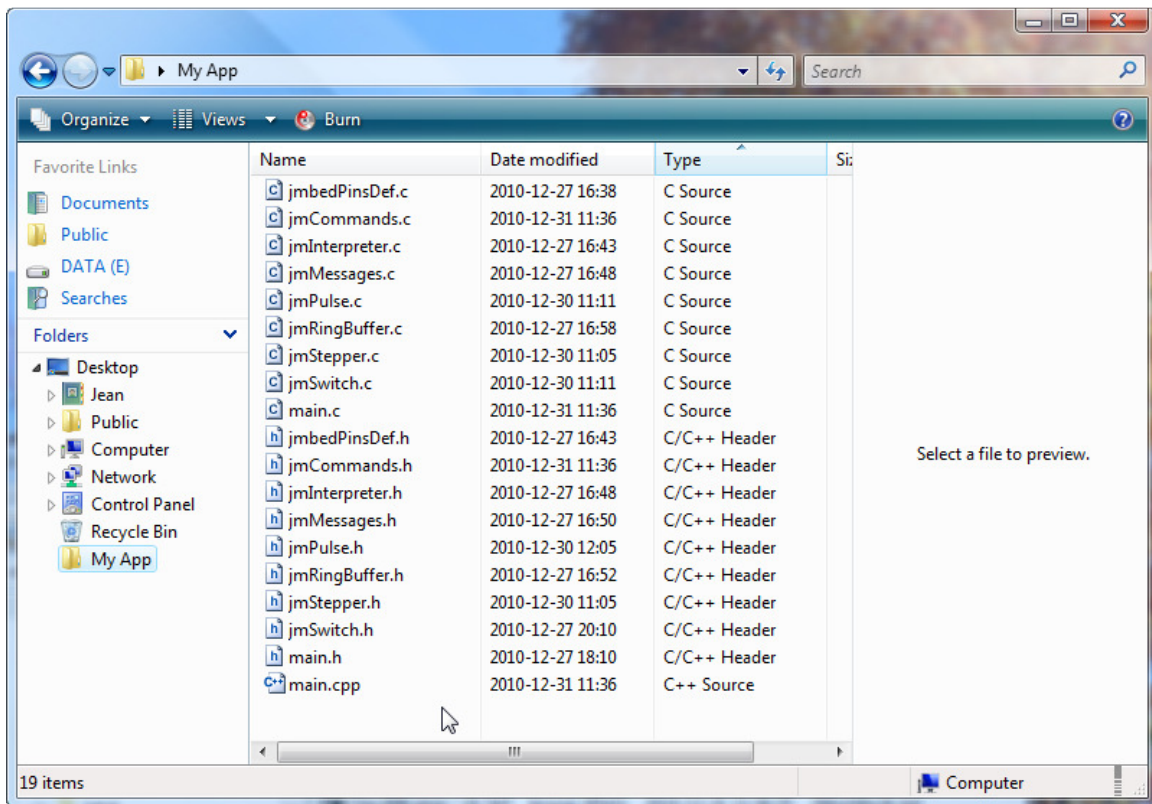 My App
Search
Organize Views Burn
Favorite Links
Documents
Public
DATA (E)
Searches
Folders
Desktop
Jean
Public
Computer
Network
Control Panel
Recycle Bin
My App
Name Date modified Type Siz
jmbedPinsDef.c 2010-12-27 16:38 C Source
jmCommands.c 2010-12-31 11:36 C Source
jmInterpreter.c 2010-12-27 16:43 C Source
jmMessages.c 2010-12-27 16:48 C Source
jmPulse.c 2010-12-30 11:11 C Source
jmRingBuffer.c 2010-12-27 16:58 C Source
jmStepper.c 2010-12-30 11:05 C Source
jmSwitch.c 2010-12-30 11:11 C Source
main.c 2010-12-31 11:36 C Source
jmbedPinsDef.h 2010-12-27 16:43 C/C++ Header
jmCommands.h 2010-12-31 11:36 C/C++ Header
jmInterpreter.h 2010-12-27 16:48 C/C++ Header
jmMessages.h 2010-12-27 16:50 C/C++ Header
jmPulse.h 2010-12-30 12:05 C/C++ Header
jmRingBuffer.h 2010-12-27 16:52 C/C++ Header
jmStepper.h 2010-12-30 11:05 C/C++ Header
jmSwitch.h 2010-12-27 20:10 C/C++ Header
main.h 2010-12-27 18:10 C/C++ Header
main.cpp 2010-12-31 11:36 C++ Source
Select a file to preview.
19 items
Computer